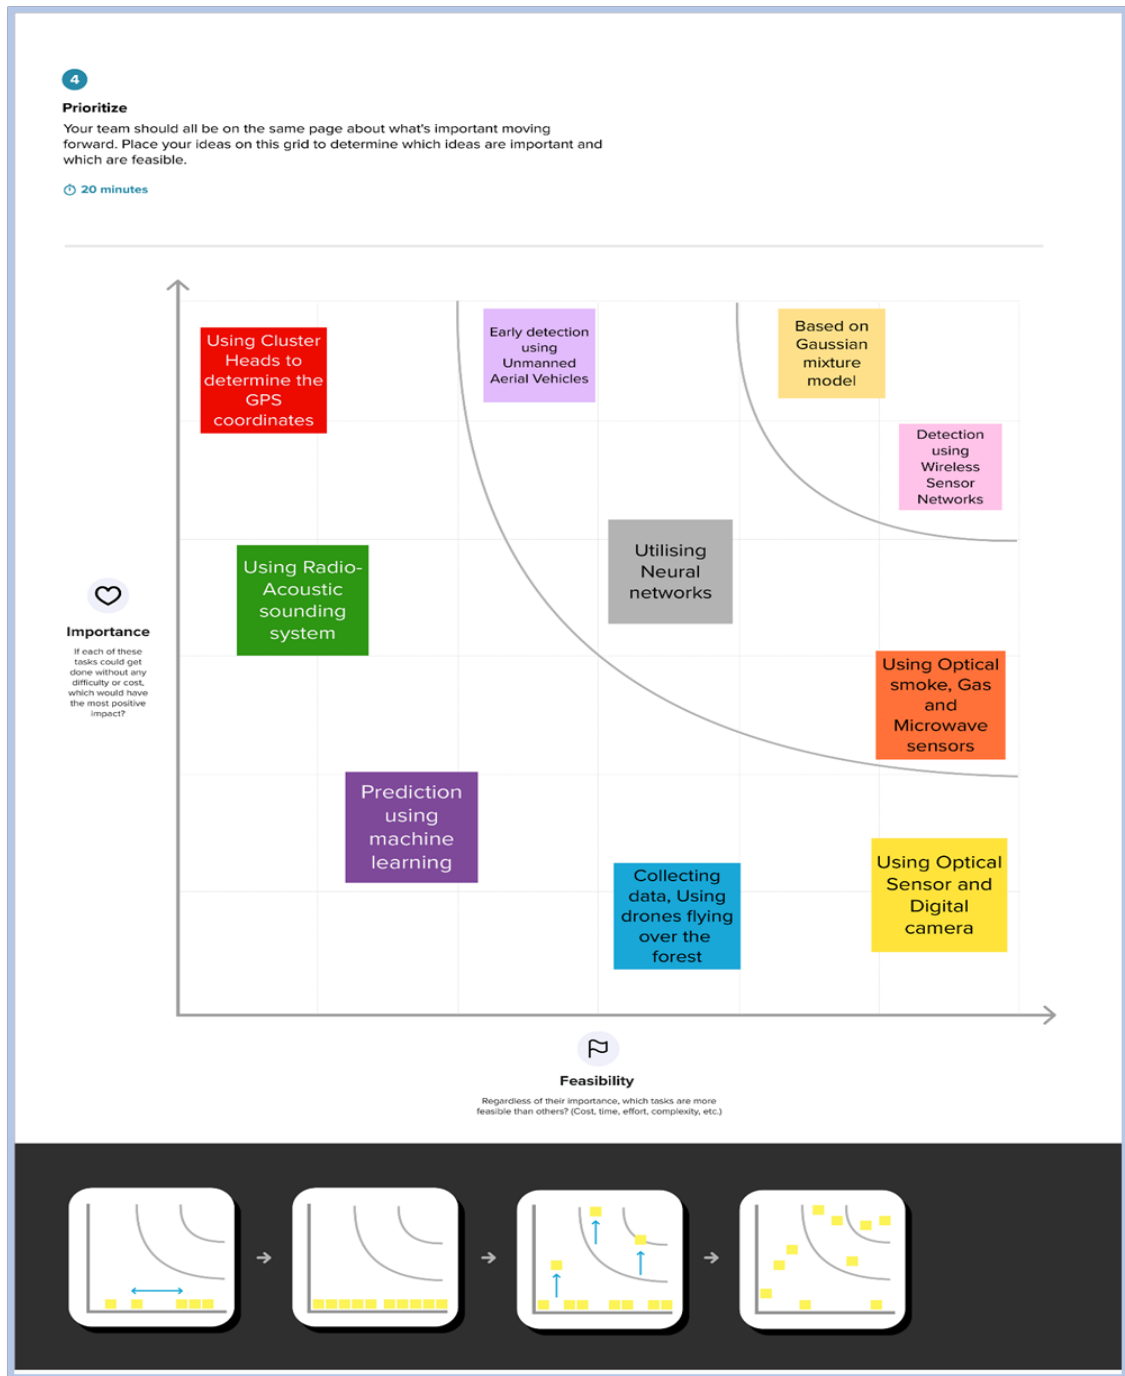 4
Prioritize
Your team should all be on the same page about what's important moving
forward. Place your ideas on this grid to determine which ideas are important and
which are feasible.
20 minutes
Using Cluster
Heads to
determine the
GPS
coordinates
Early detection
using
Unmanned
Aerial Vehicles
Based on
Gaussian
mixture
model
Detection
using
Wireless
Sensor
Networks
Utilising
Neural
networks
Using Radio-
Acoustic
sounding
system
Importance
If each of these
tasks could get
done without any
difficulty or cost,
which would have
the most positive
impact?
Using Optical
smoke, Gas
and
Microwave
sensors
Prediction
using
machine
learning
Collecting
data, Using
drones flying
over the
forest
Using Optical
Sensor and
Digital
camera
Feasibility
Regardless of their importance, which tasks are more
feasible than others? (Cost, time, effort, complexity, etc.)